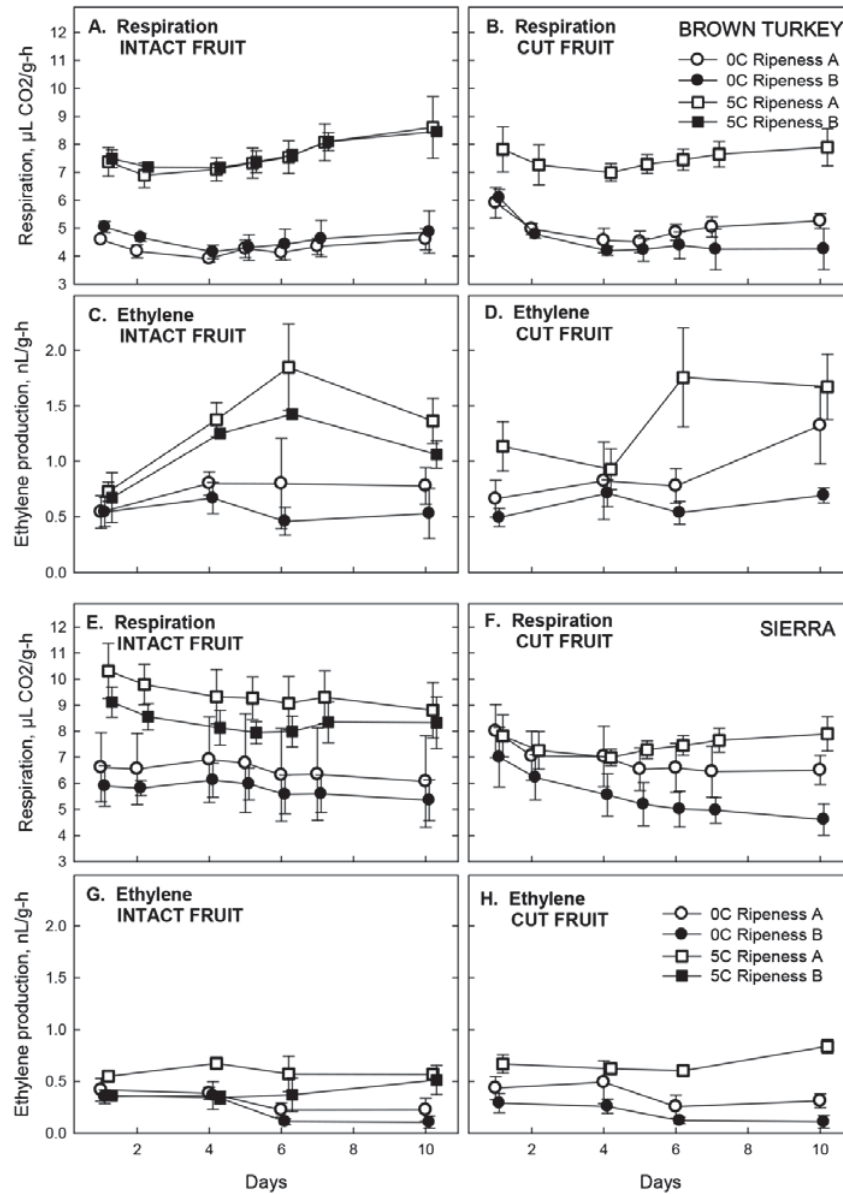 A. Respiration
INTACT FRUIT
B. Respiration
CUT FRUIT
BROWN TURKEY
0C Ripeness A
0C Ripeness B
5C Ripeness A
5C Ripeness B
Respiration, µL CO2/g-h
12
11
10
9
8
7
6
5
4
3
C. Ethylene
INTACT FRUIT
D. Ethylene
CUT FRUIT
Ethylene production, nL/g-h
2.0
1.5
1.0
0.5
0.0
E. Respiration
INTACT FRUIT
F. Respiration
CUT FRUIT
SIERRA
Respiration, µL CO2/g-h
12
11
10
9
8
7
6
5
4
3
G. Ethylene
INTACT FRUIT
H. Ethylene
CUT FRUIT
0C Ripeness A
0C Ripeness B
5C Ripeness A
5C Ripeness B
Ethylene production, nL/g-h
2.0
1.5
1.0
0.5
0.0
2 4 6 8 10
2 4 6 8 10
Days
Days